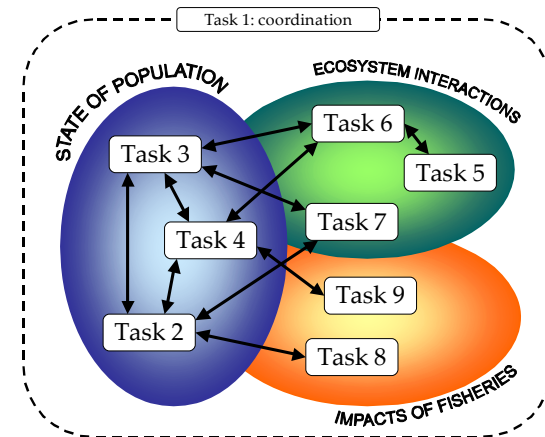 Task 1: coordination
STATE OF POPULATION
ECOSYSTEM INTERACTIONS
Task 6
Task 3
Task 5
Task 7
Task 4
Task 9
Task 2
Task 8
IMPACTS OF FISHERIES